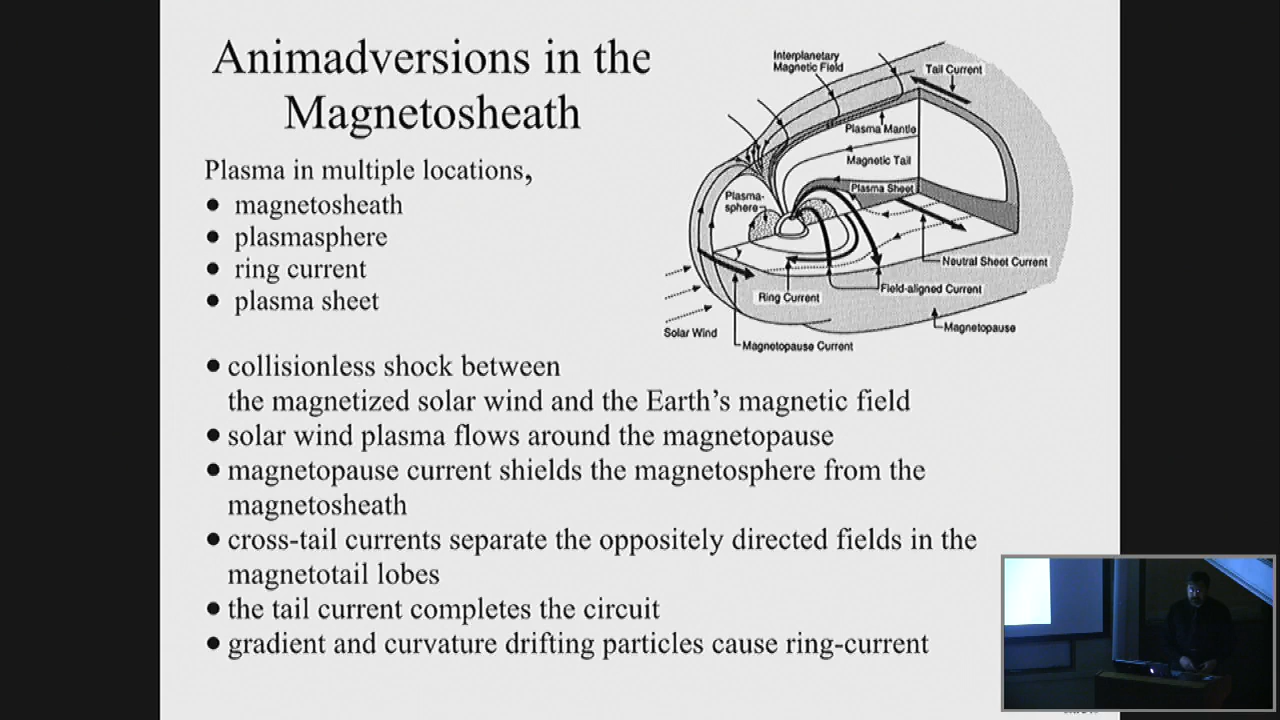 Animadversions in the
Magnetosheath
Plasma in multiple locations,
• magnetosheath
• plasmasphere
• ring current
• plasma sheet
Interplanetary
Magnetic Field
Tail Current
Plasma Mantle
Magnetic Tail
Plasma-
sphere
Plasma Sheet
Neutral Sheet Current
Field-aligned Current
Ring Current
Solar Wind
Magnetopause
Magnetopause Current
• collisionless shock between
the magnetized solar wind and the Earth’s magnetic field
• solar wind plasma flows around the magnetopause
• magnetopause current shields the magnetosphere from the
magnetosheath
• cross-tail currents separate the oppositely directed fields in the
magnetotail lobes
• the tail current completes the circuit
• gradient and curvature drifting particles cause ring-current